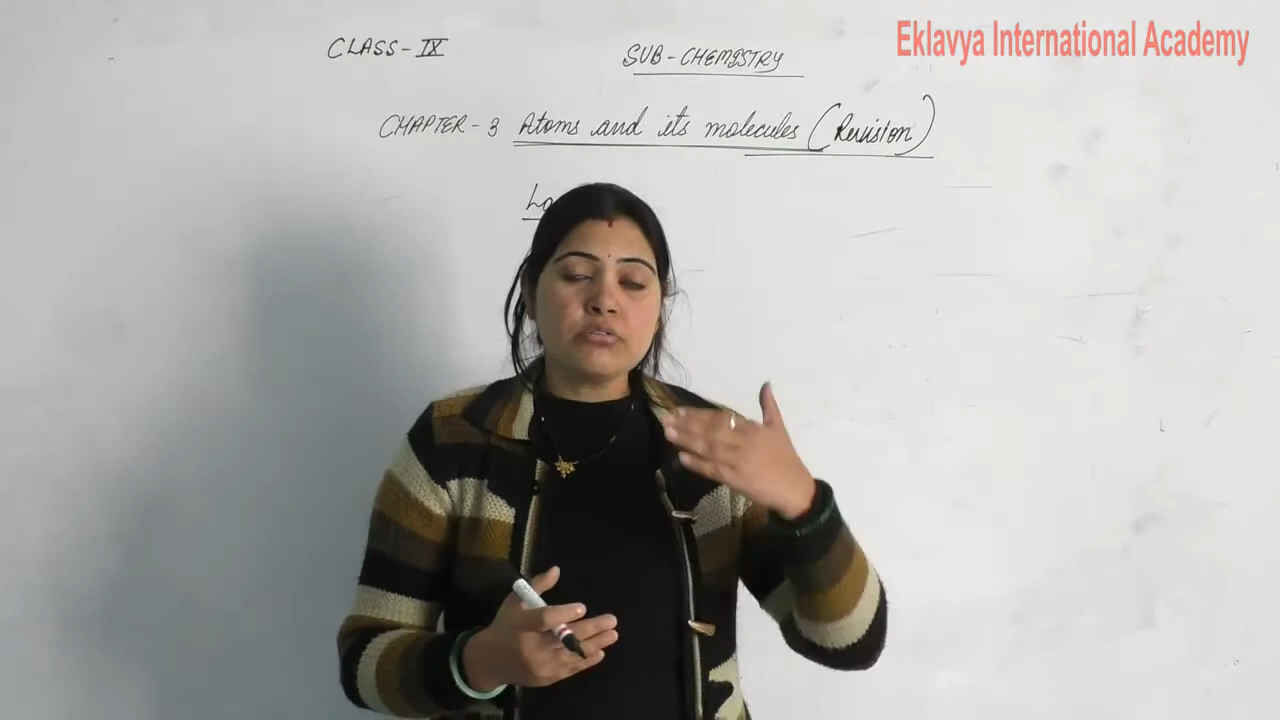 Eklavya International Academy
CLASS-IX
SUB-CHEMISTRY
CHAPTER-3 Atoms and its molecules (Revision)